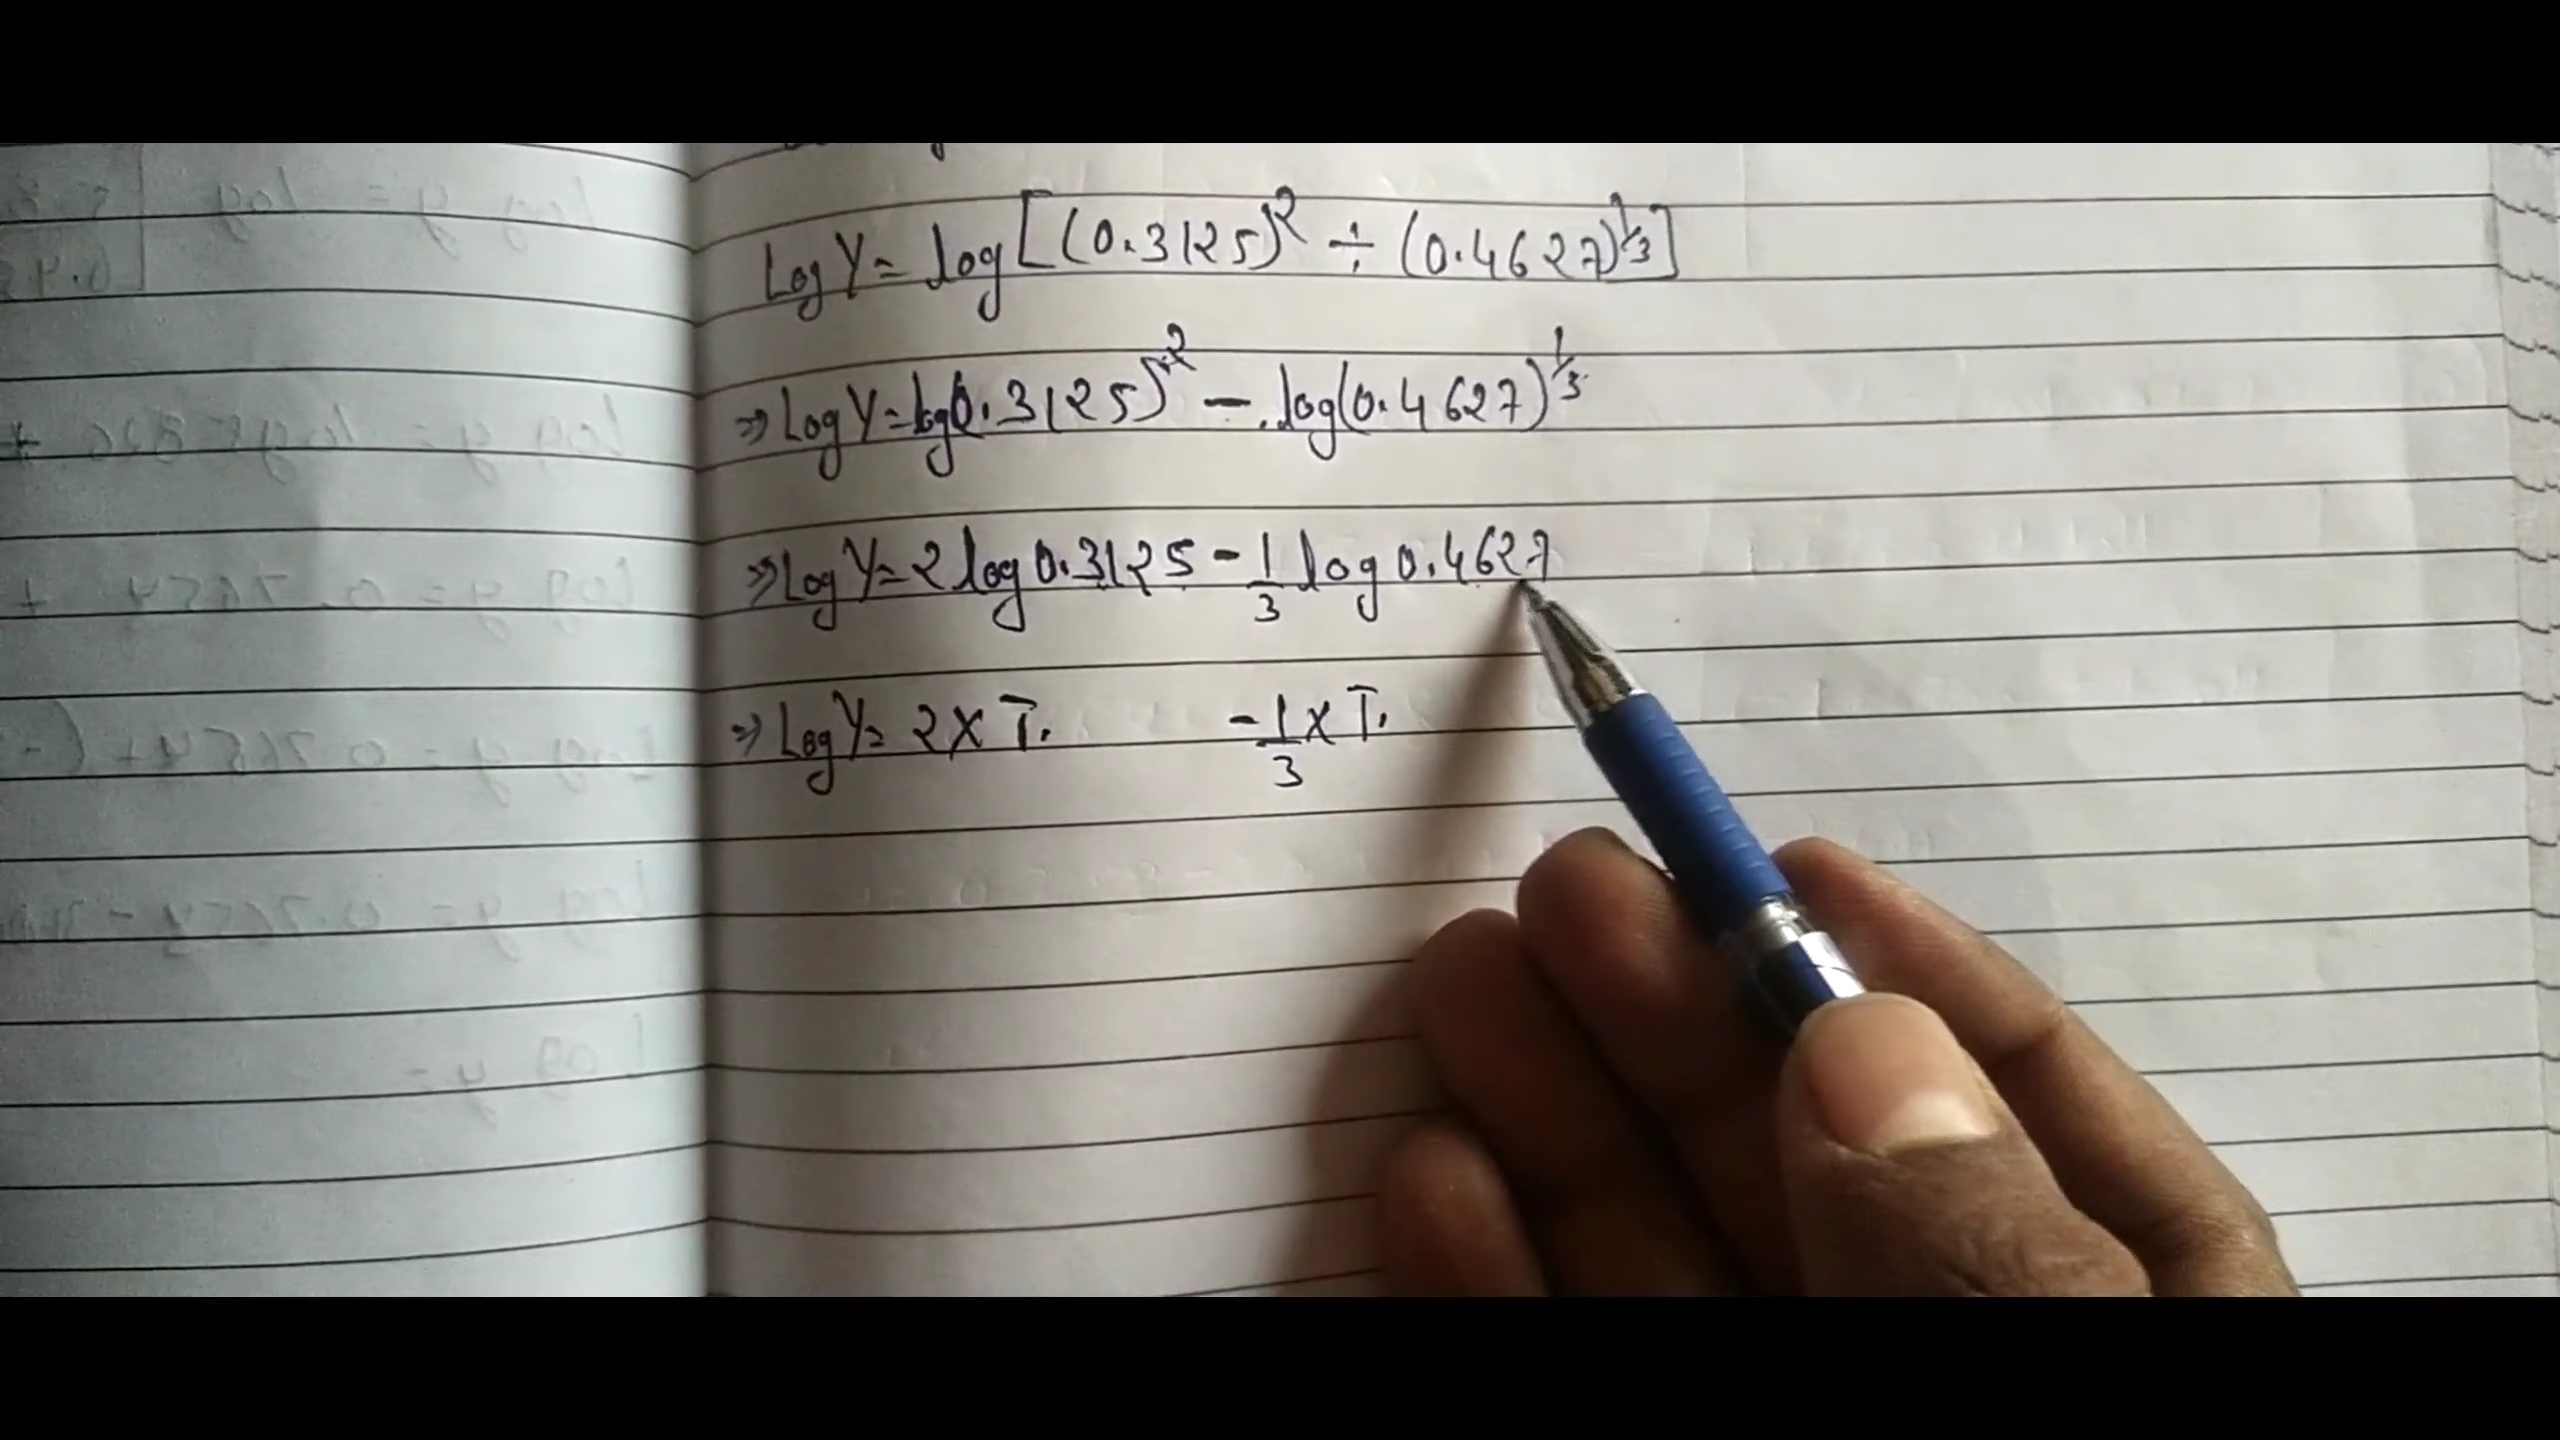 Log Y = log [(0.3125)² ÷ (0.4627)^1/3]
⇒ Log Y = log(0.3125)² − log(0.4627)^1/3
⇒ Log Y = 2 log 0.3125 − 1/3 log 0.4627
⇒ Log Y = 2 × 1̅. − 1/3 × 1̅.